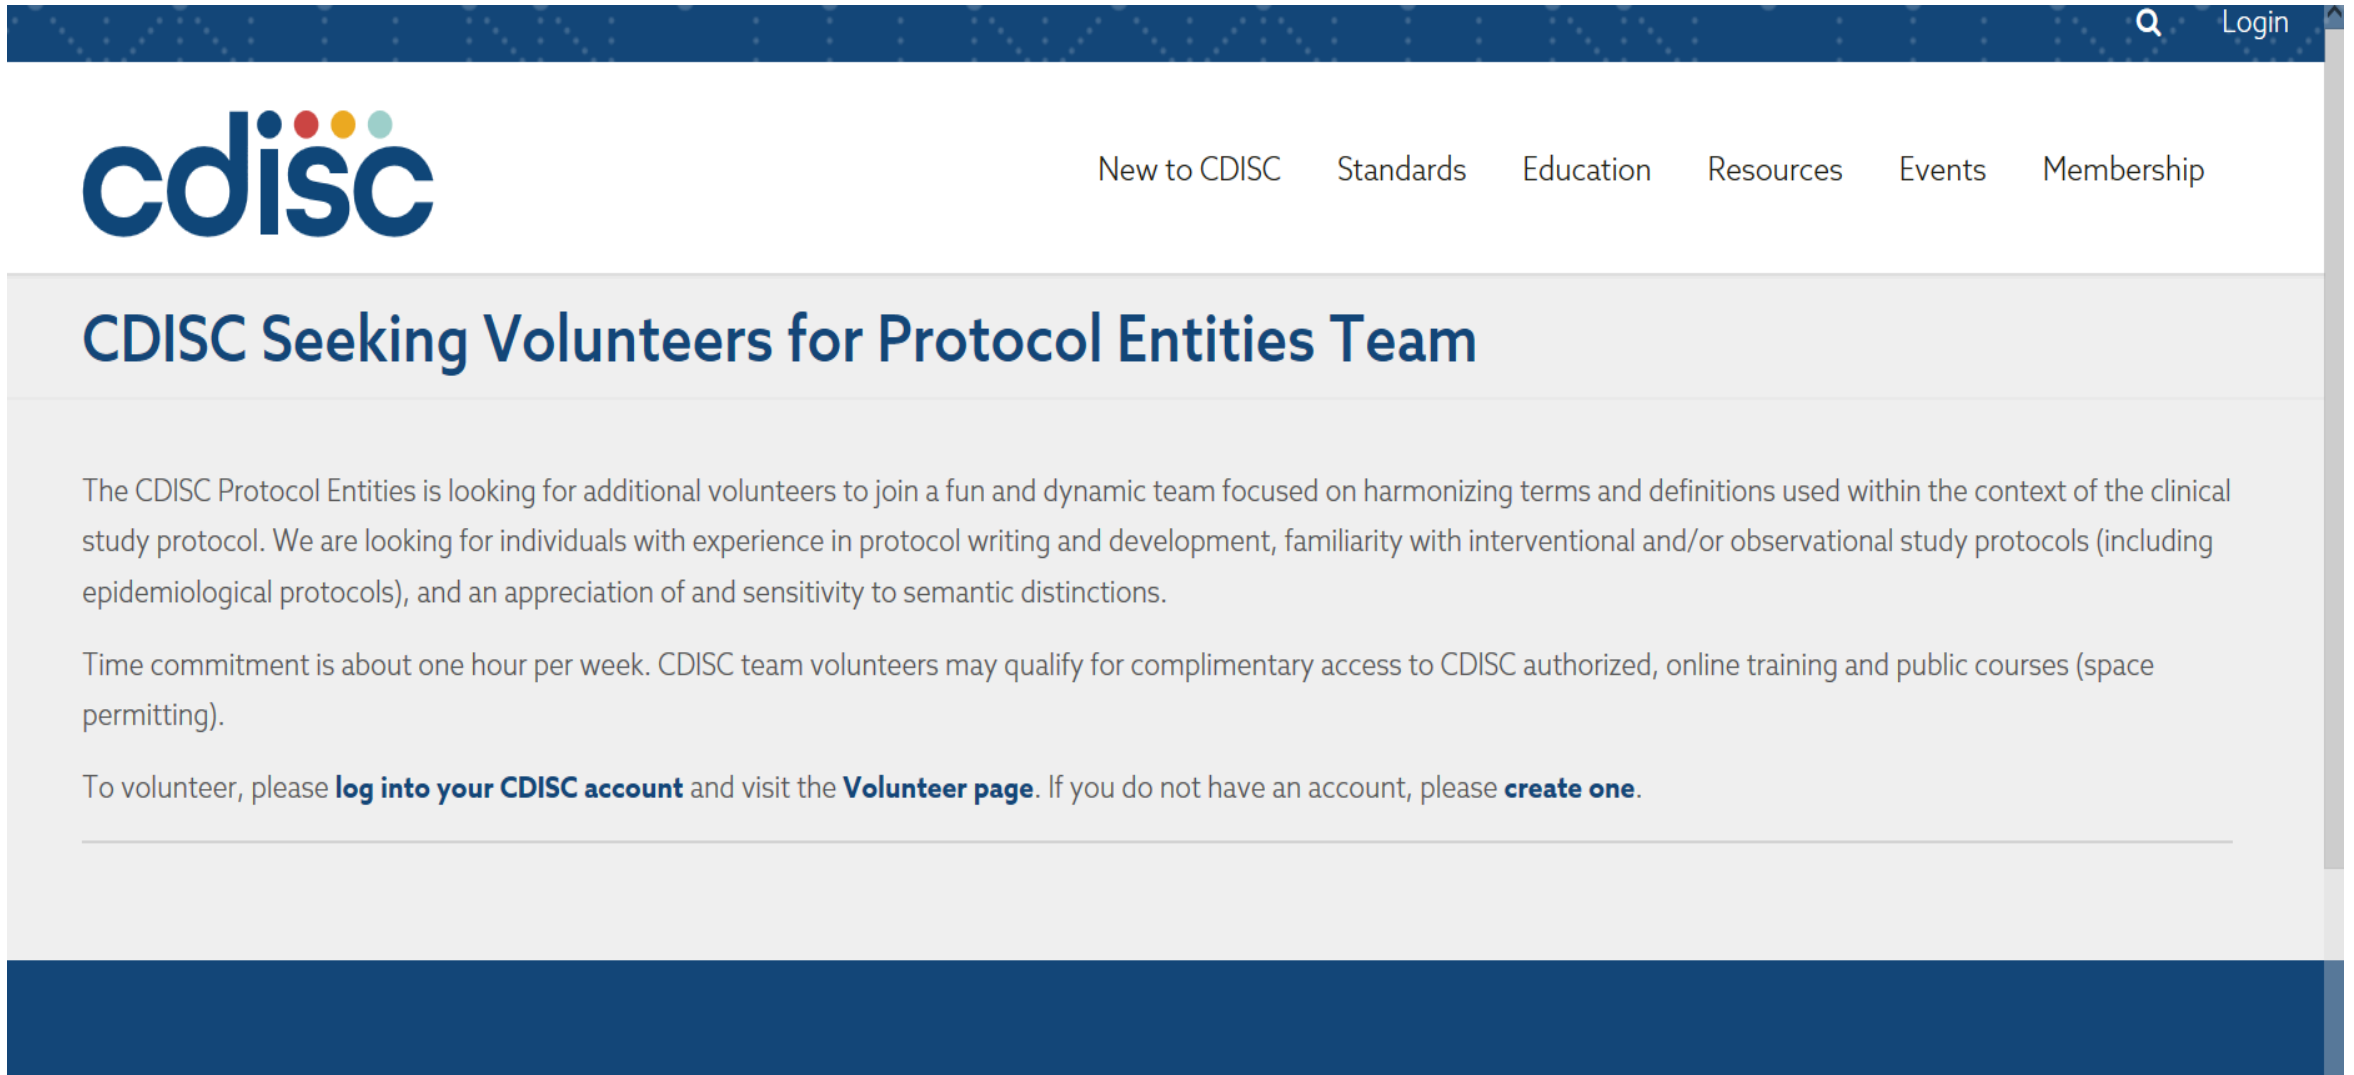 Login
cdisc
New to CDISC Standards Education Resources Events Membership
CDISC Seeking Volunteers for Protocol Entities Team
The CDISC Protocol Entities is looking for additional volunteers to join a fun and dynamic team focused on harmonizing terms and definitions used within the context of the clinical
study protocol. We are looking for individuals with experience in protocol writing and development, familiarity with interventional and/or observational study protocols (including
epidemiological protocols), and an appreciation of and sensitivity to semantic distinctions.
Time commitment is about one hour per week. CDISC team volunteers may qualify for complimentary access to CDISC authorized, online training and public courses (space
permitting).
To volunteer, please log into your CDISC account and visit the Volunteer page. If you do not have an account, please create one.